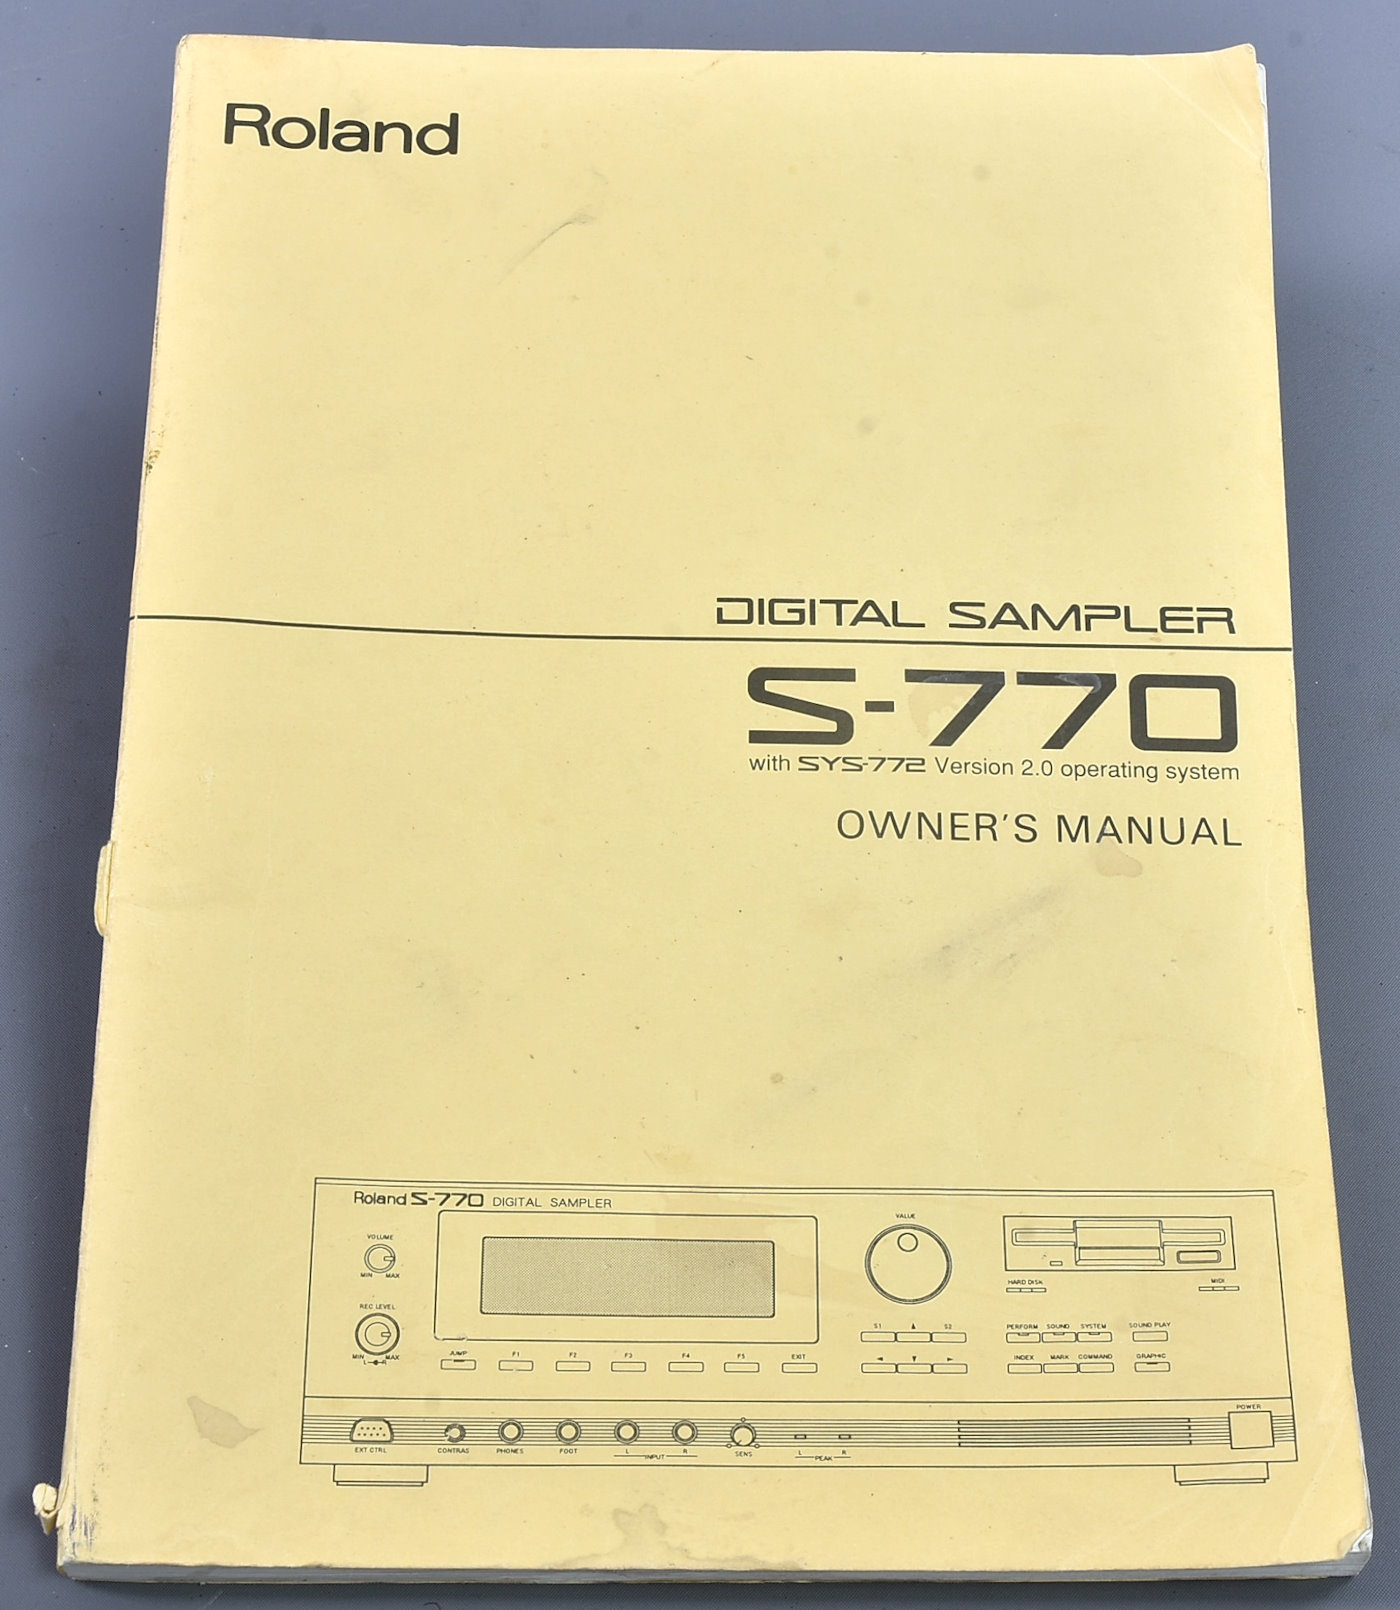 Roland
DIGITAL SAMPLER
S-770
with SYS-772 Version 2.0 operating system
OWNER'S MANUAL
Roland S-770 DIGITAL SAMPLER
VOLUME
MIN MAX
REC LEVEL
MIN MAX
L R
JUMP F1 F2 F3 F4 F5 EXIT
VALUE
S1 S2
HARD DISK MIDI
PERFORM SOUND SYSTEM SOUND PLAY
INDEX MARK COMMAND GRAPHIC
EXT CTRL CONTRAS PHONES FOOT L INPUT R SENS L PEAK R
POWER